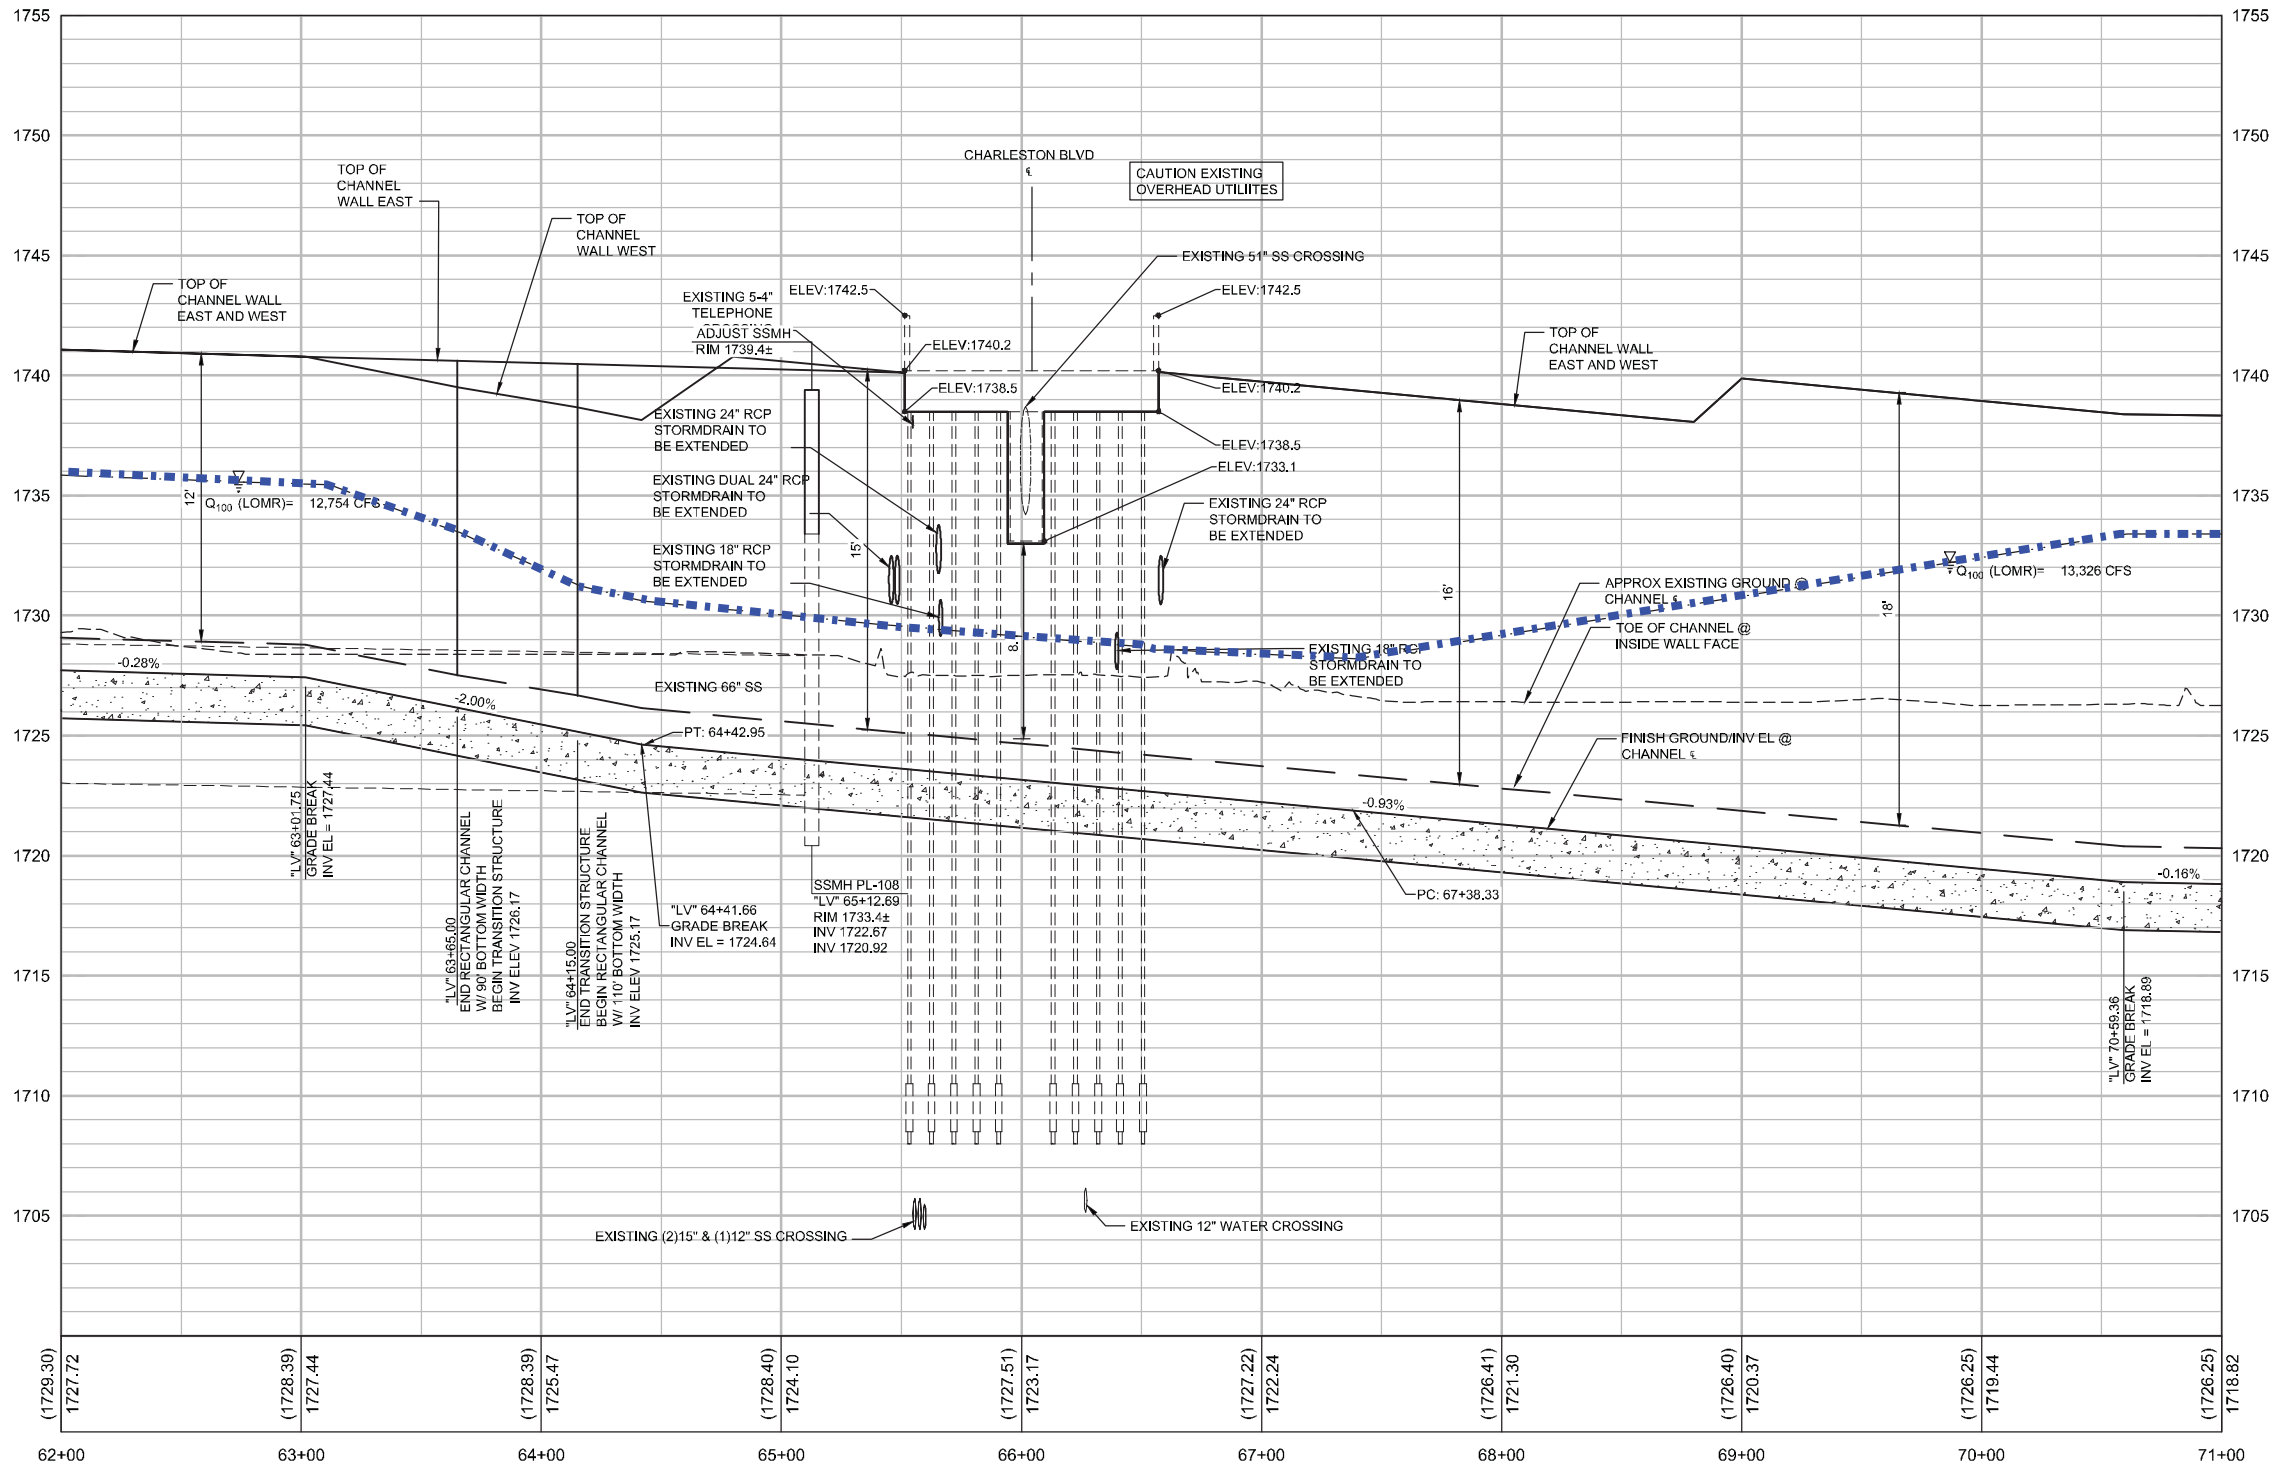 1755
1755
1750
1750
1745
1745
1740
1740
1735
1735
1730
1730
1725
1725
1720
1720
1715
1715
1710
1710
1705
1705
TOP OF
CHANNEL WALL
EAST AND WEST
TOP OF
CHANNEL
WALL EAST
TOP OF
CHANNEL
WALL WEST
CHARLESTON BLVD
℄
CAUTION EXISTING
OVERHEAD UTILIITES
EXISTING 51" SS CROSSING
EXISTING 5-4"
TELEPHONE
CROSSING
ADJUST SSMH
RIM 1739.4±
ELEV:1742.5
ELEV:1742.5
ELEV:1740.2
ELEV:1738.5
ELEV:1740.2
ELEV:1738.5
ELEV:1733.1
TOP OF
CHANNEL WALL
EAST AND WEST
EXISTING 24" RCP
STORMDRAIN TO
BE EXTENDED
EXISTING DUAL 24" RCP
STORMDRAIN TO
BE EXTENDED
EXISTING 18" RCP
STORMDRAIN TO
BE EXTENDED
EXISTING 24" RCP
STORMDRAIN TO
BE EXTENDED
EXISTING 18" RCP
STORMDRAIN TO
BE EXTENDED
12'
15'
8.
16'
18'
Q100 (LOMR)= 12,754 CFS
Q100 (LOMR)= 13,326 CFS
APPROX EXISTING GROUND @
CHANNEL ℄
TOE OF CHANNEL @
INSIDE WALL FACE
FINISH GROUND/INV EL @
CHANNEL ℄
-0.28%
-2.00%
-0.93%
-0.16%
EXISTING 66" SS
PT: 64+42.95
PC: 67+38.33
"LV" 63+01.75
GRADE BREAK
INV EL = 1727.44
"LV" 63+65.00
END RECTANGULAR CHANNEL
W/ 90' BOTTOM WIDTH
BEGIN TRANSITION STRUCTURE
INV ELEV 1726.17
"LV" 64+15.00
END TRANSITION STRUCTURE
BEGIN RECTANGULAR CHANNEL
W/ 110' BOTTOM WIDTH
INV ELEV 1725.17
"LV" 64+41.66
GRADE BREAK
INV EL = 1724.64
SSMH PL-108
"LV" 65+12.69
RIM 1733.4±
INV 1722.67
INV 1720.92
"LV" 70+59.36
GRADE BREAK
INV EL = 1718.89
EXISTING (2)15" & (1)12" SS CROSSING
EXISTING 12" WATER CROSSING
(1729.30)
1727.72
(1728.39)
1727.44
(1728.39)
1725.47
(1728.40)
1724.10
(1727.51)
1723.17
(1727.22)
1722.24
(1726.41)
1721.30
(1726.40)
1720.37
(1726.25)
1719.44
(1726.25)
1718.82
62+00
63+00
64+00
65+00
66+00
67+00
68+00
69+00
70+00
71+00